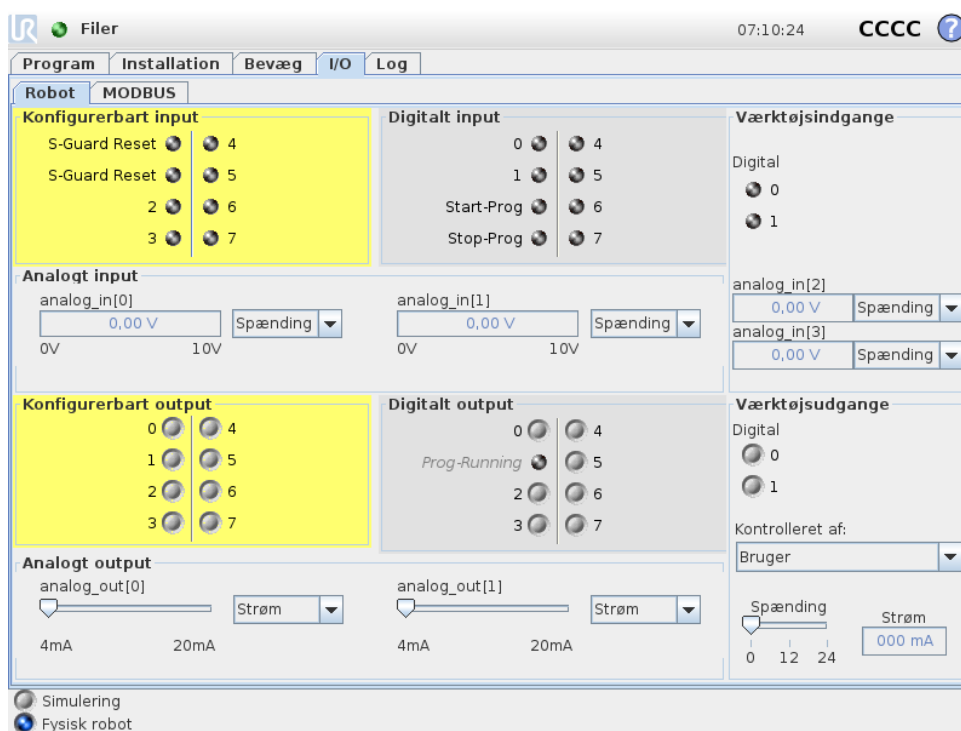 UR Filer 07:10:24 CCCC ?
Program Installation Bevæg I/O Log
Robot MODBUS
Konfigurerbart input
S-Guard Reset 4
S-Guard Reset 5
2 6
3 7
Digitalt input
0 4
1 5
Start-Prog 6
Stop-Prog 7
Værktøjsindgange
Digital
0
1
analog_in[2]
0,00 V Spænding
analog_in[3]
0,00 V Spænding
Analogt input
analog_in[0]
0,00 V Spænding
0V 10V
analog_in[1]
0,00 V Spænding
0V 10V
Konfigurerbart output
0 4
1 5
2 6
3 7
Digitalt output
0 4
Prog-Running 5
2 6
3 7
Værktøjsudgange
Digital
0
1
Kontrolleret af:
Bruger
Spænding
0 12 24
Strøm
000 mA
Analogt output
analog_out[0]
Strøm
4mA 20mA
analog_out[1]
Strøm
4mA 20mA
Simulering
Fysisk robot